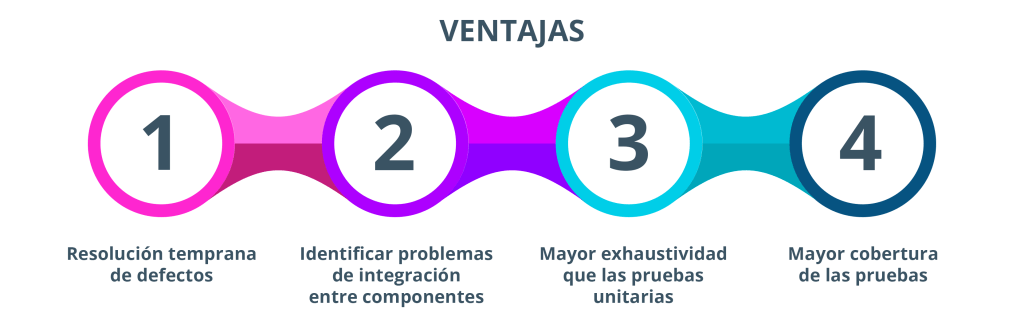 VENTAJAS
1
2
3
4
Resolución temprana
de defectos
Identificar problemas
de integración
entre componentes
Mayor exhaustividad
que las pruebas
unitarias
Mayor cobertura
de las pruebas